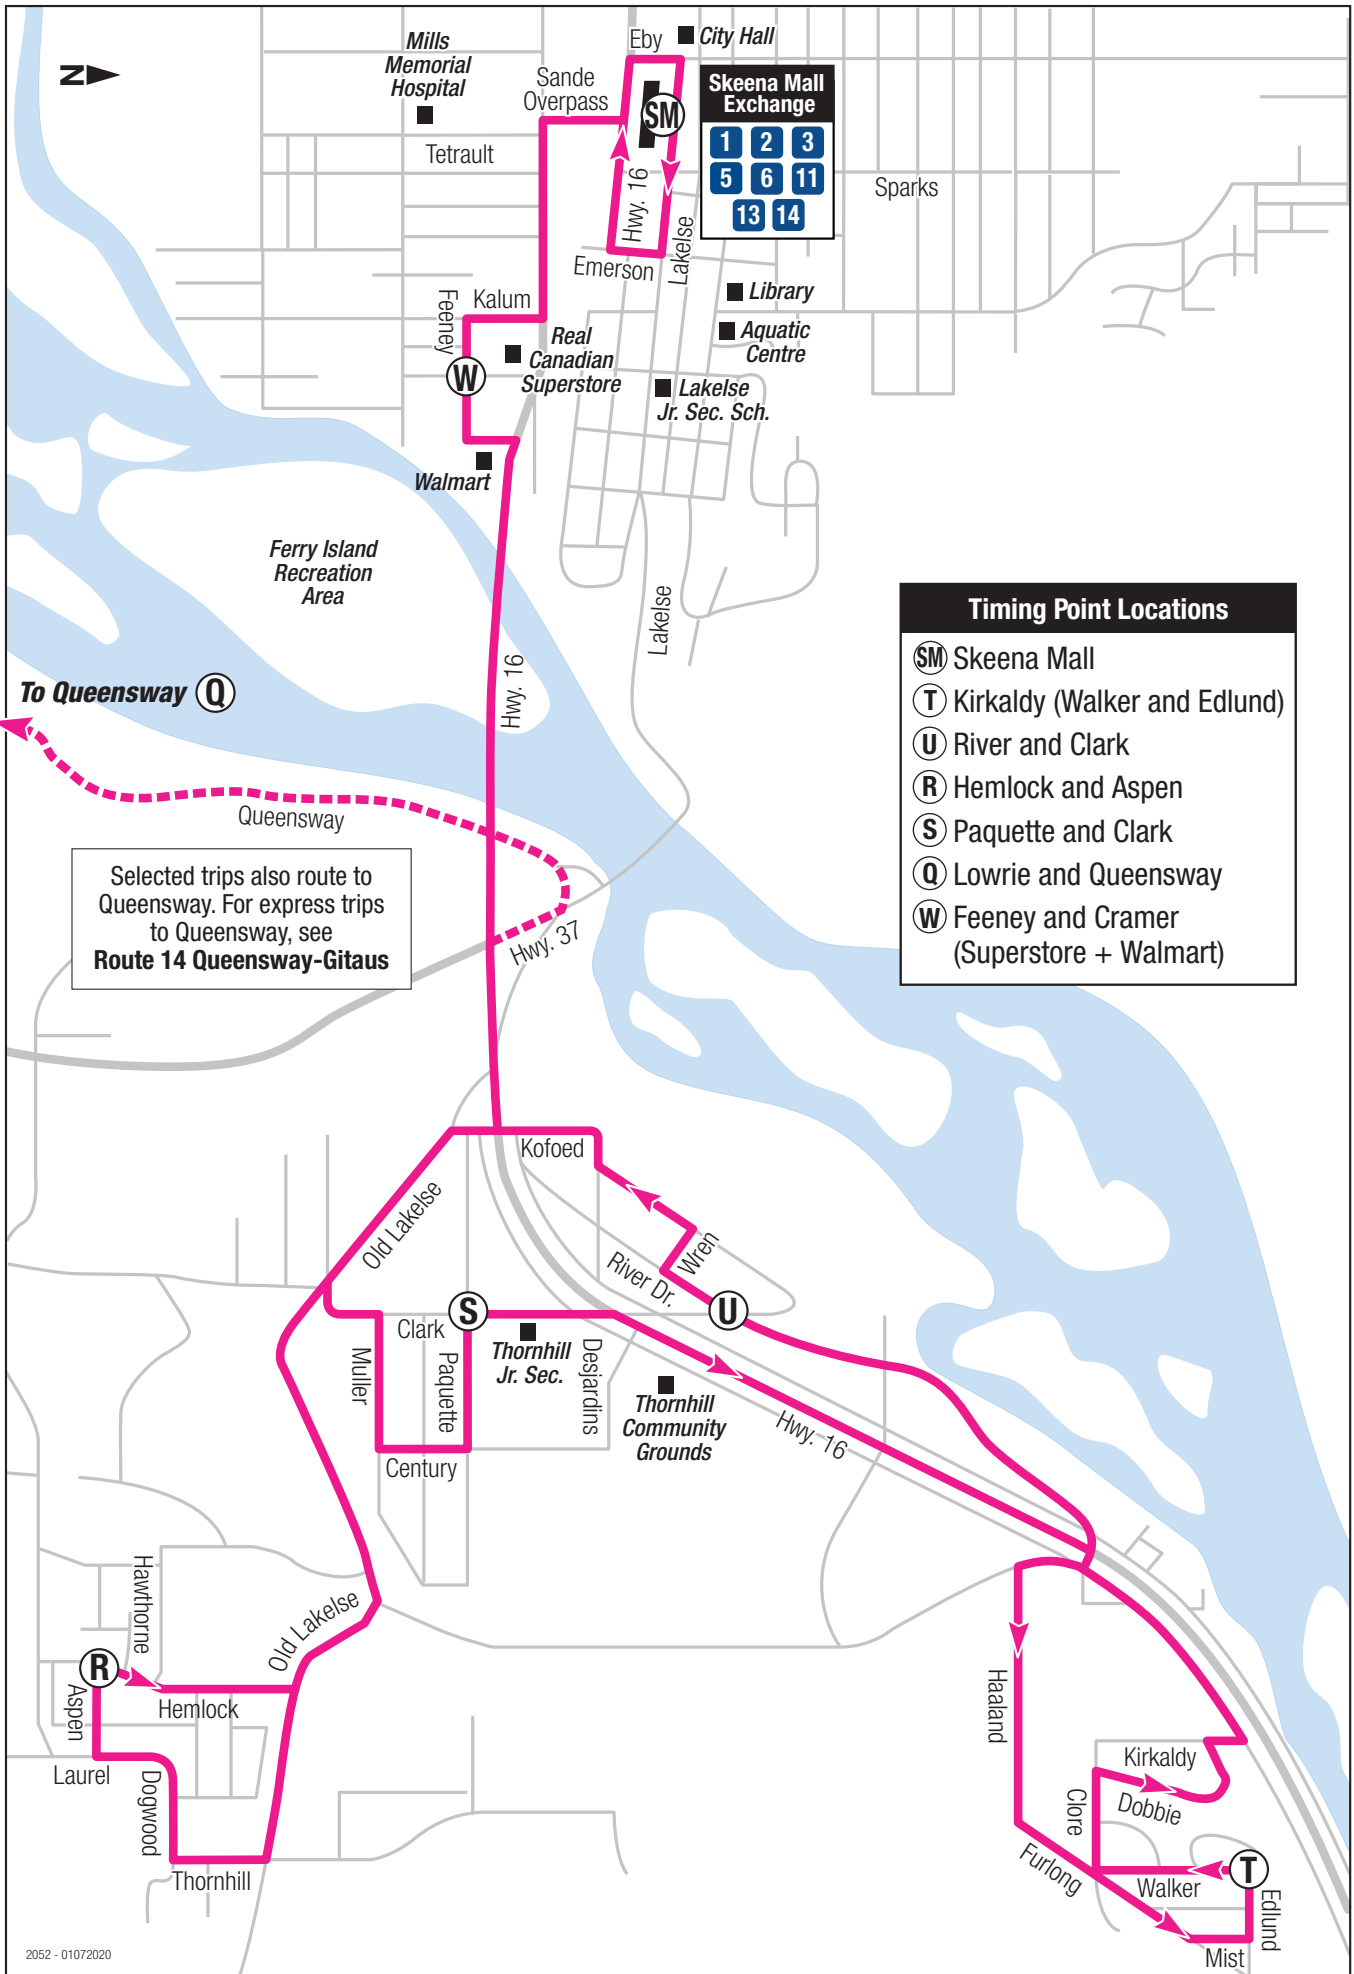 N
Mills
Memorial
Hospital
Eby
City Hall
Sande
Overpass
SM
Skeena Mall
Exchange
1 2 3
5 6 11
13 14
Tetrault
Hwy. 16
Sparks
Lakelse
Emerson
Feeney
Kalum
Library
Real
Canadian
Superstore
Aquatic
Centre
W
Lakelse
Jr. Sec. Sch.
Walmart
Ferry Island
Recreation
Area
Lakelse
Timing Point Locations
SM Skeena Mall
T Kirkaldy (Walker and Edlund)
U River and Clark
R Hemlock and Aspen
S Paquette and Clark
Q Lowrie and Queensway
W Feeney and Cramer
(Superstore + Walmart)
To Queensway Q
Hwy. 16
Queensway
Selected trips also route to
Queensway. For express trips
to Queensway, see
Route 14 Queensway-Gitaus
Hwy. 37
Kofoed
Old Lakelse
Wren
River Dr.
U
S
Clark
Muller
Paquette
Thornhill
Jr. Sec.
Desjardins
Thornhill
Community
Grounds
Hwy. 16
Century
Hawthorne
Old Lakelse
R
Aspen
Hemlock
Haaland
Laurel
Dogwood
Kirkaldy
Clore
Dobbie
Thornhill
Furlong
Walker
T
Edlund
Mist
2052 - 01072020